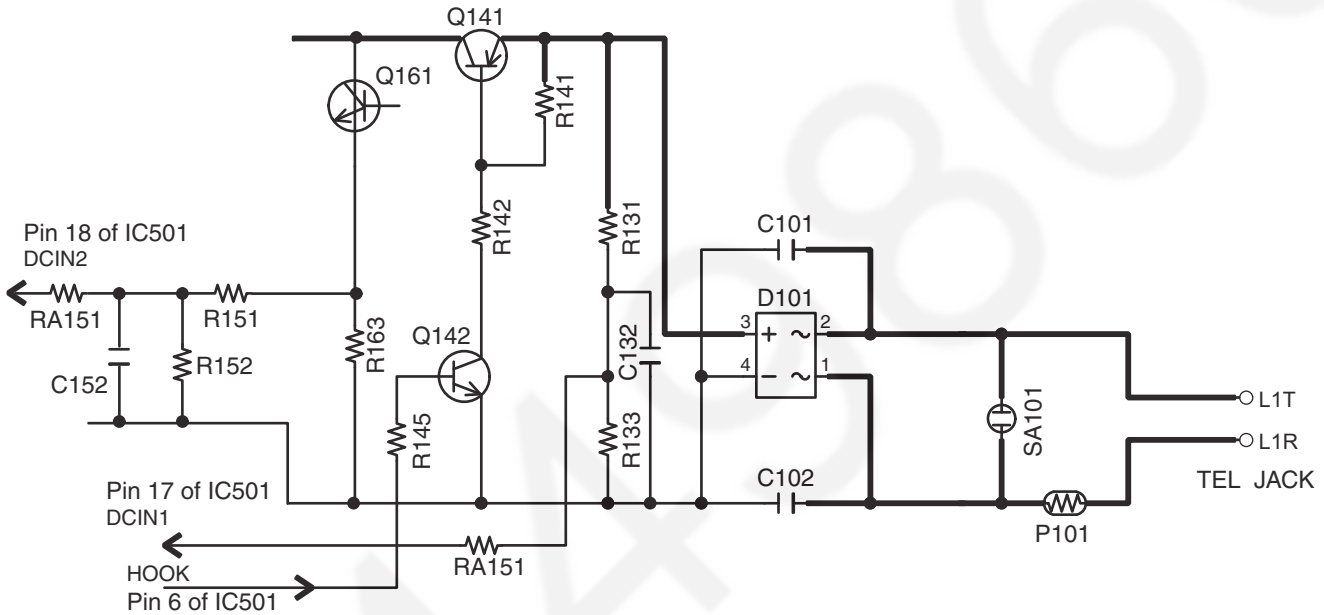 Q141
Q161
R141
R142
R131
C101
Pin 18 of IC501
DCIN2
D101
3 + ~ 2
4 − ~ 1
RA151
R151
R163
Q142
C132
C152
R152
R145
R133
SA101
L1T
L1R
TEL JACK
C102
P101
Pin 17 of IC501
DCIN1
RA151
HOOK
Pin 6 of IC501